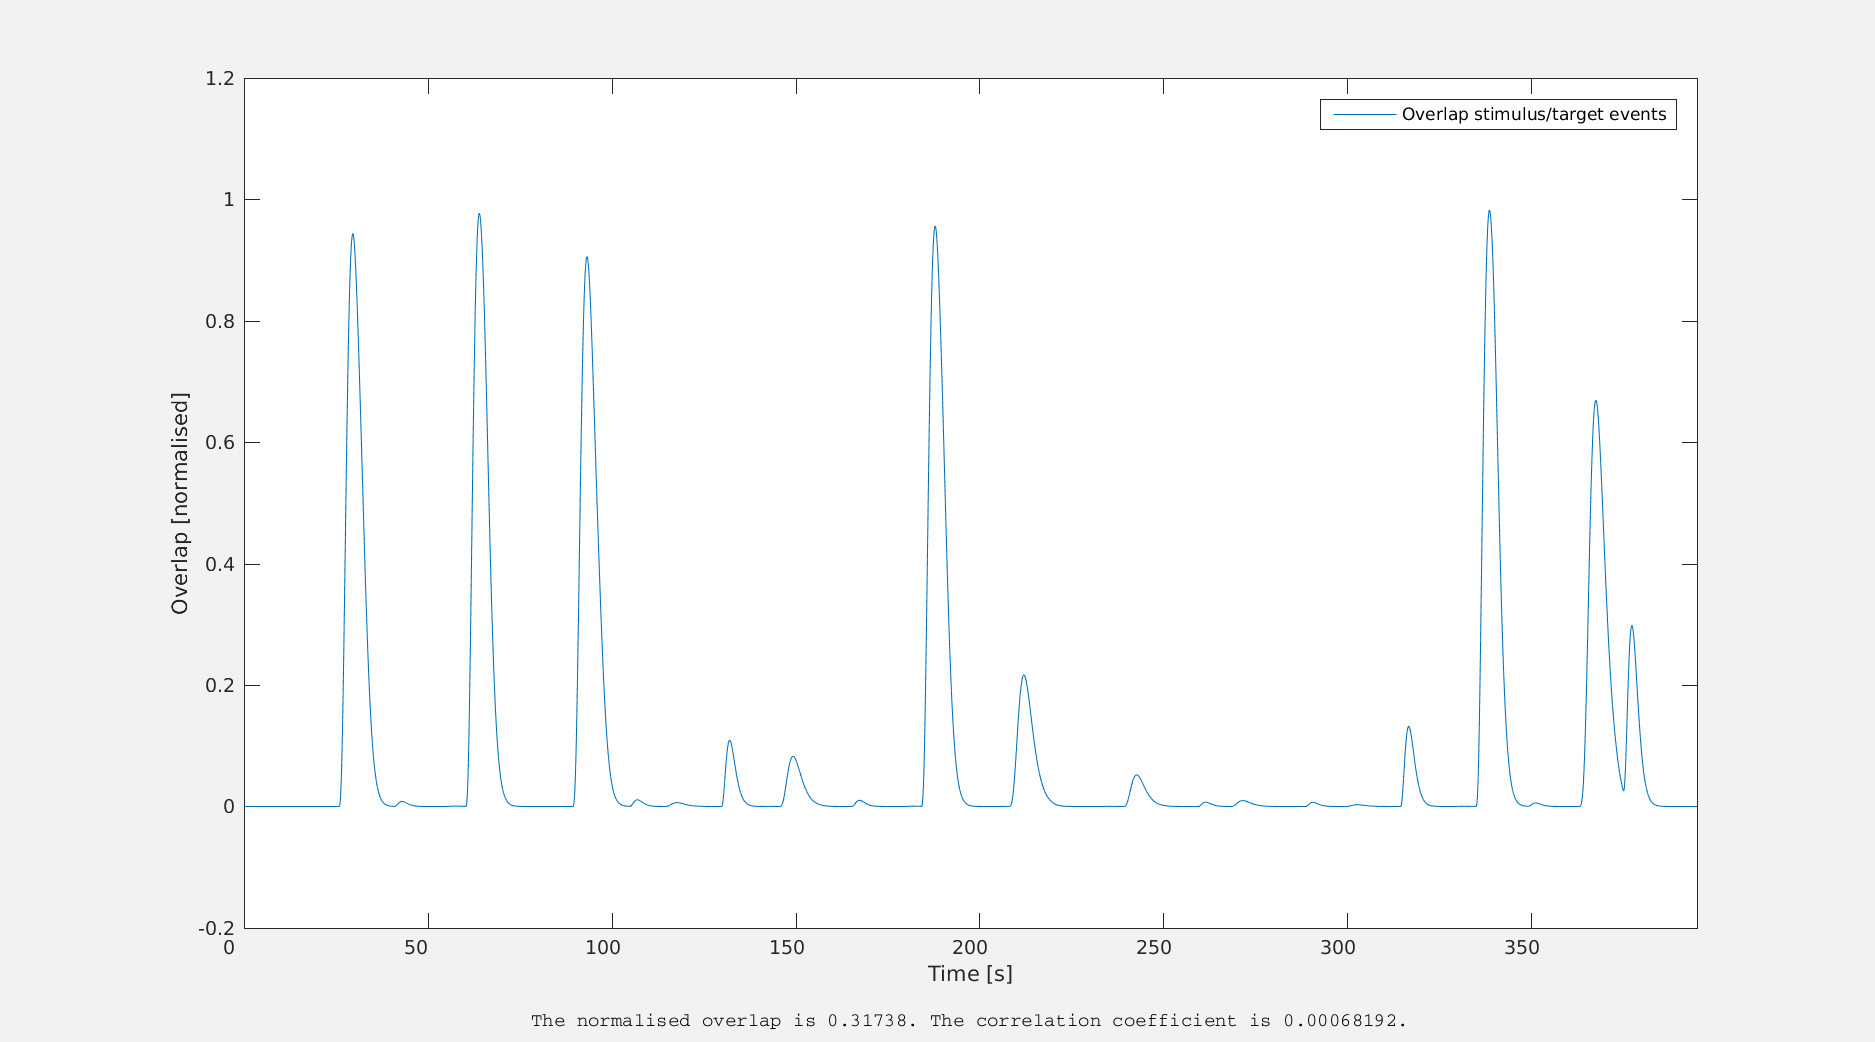 1.2
Overlap stimulus/target events
1
0.8
0.6
0.4
0.2
0
-0.2
Overlap [normalised]
0 50 100 150 200 250 300 350
Time [s]
The normalised overlap is 0.31738. The correlation coefficient is 0.00068192.